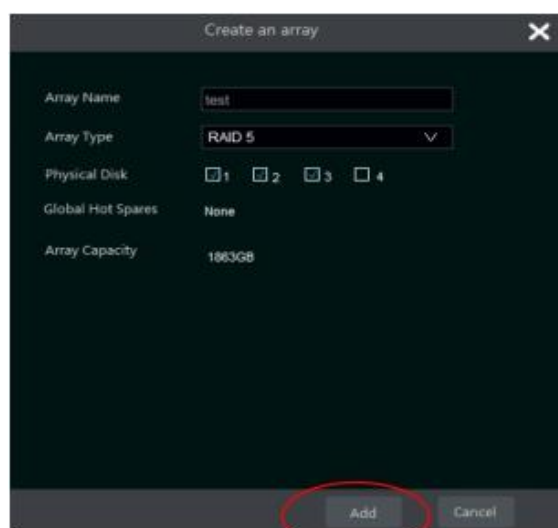 Create an array
Array Name test
Array Type RAID 5
Physical Disk 1 2 3 4
Global Hot Spares None
Array Capacity 1863GB
Add Cancel